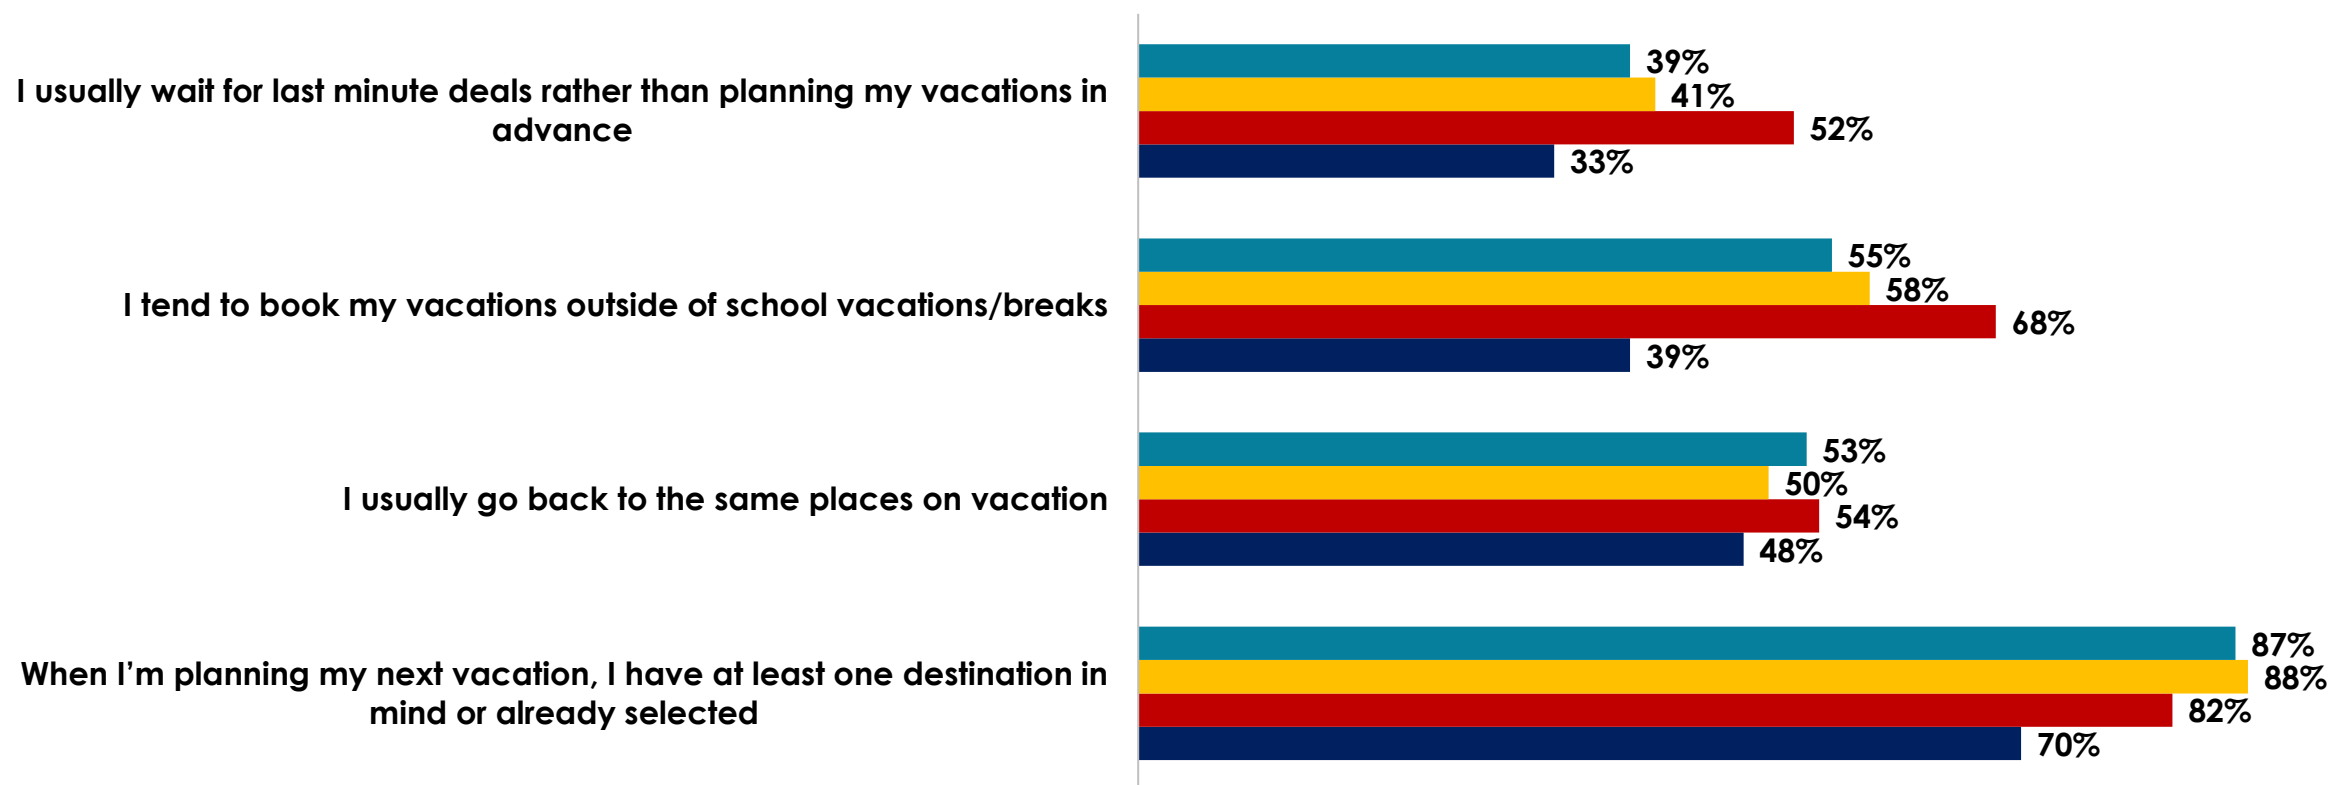 I usually wait for last minute deals rather than planning my vacations in
advance
39%
41%
52%
33%
I tend to book my vacations outside of school vacations/breaks
55%
58%
68%
39%
I usually go back to the same places on vacation
53%
50%
54%
48%
When I’m planning my next vacation, I have at least one destination in
mind or already selected
87%
88%
82%
70%